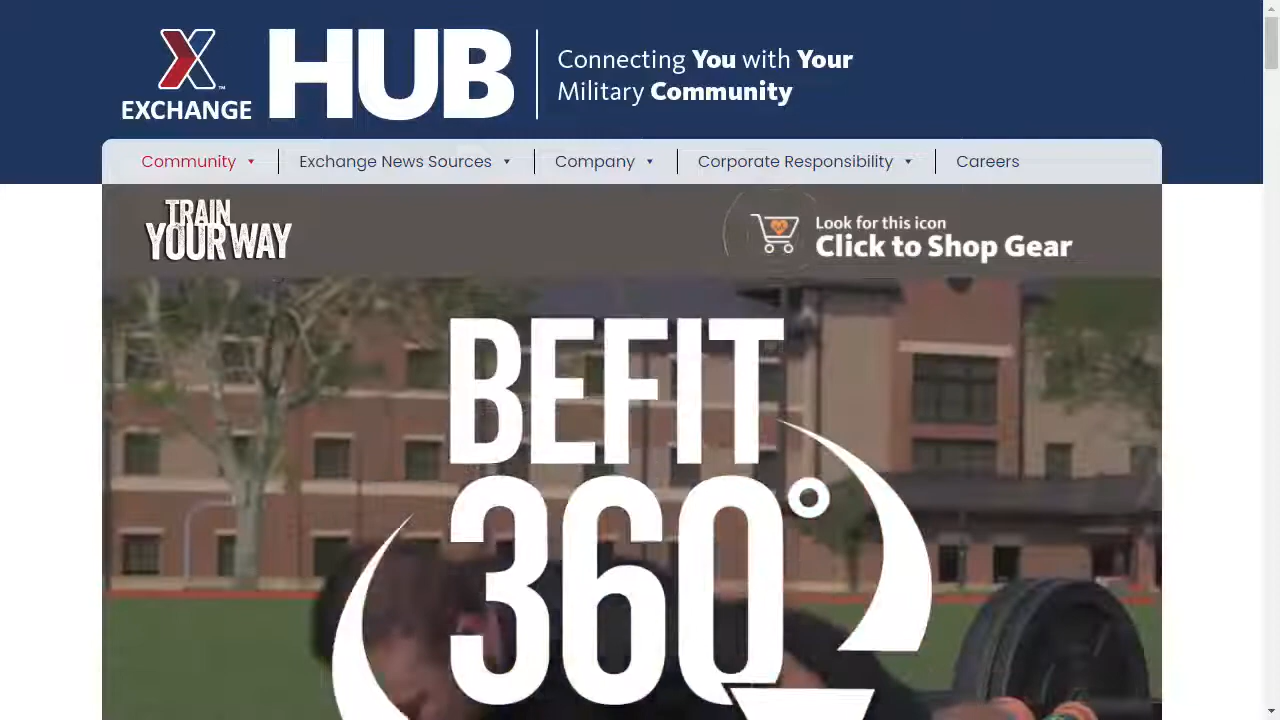 EXCHANGE
HUB
Connecting You with Your
Military Community
Community
Exchange News Sources
Company
Corporate Responsibility
Careers
TRAIN
YOUR WAY
Look for this icon
Click to Shop Gear
BEFIT
360°